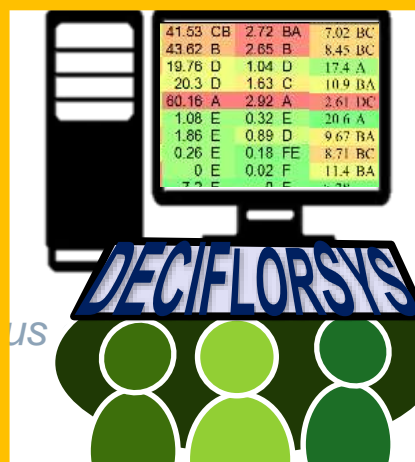 41.53 CB 2.72 BA 7.02 BC
43.62 B 2.65 B 8.45 BC
19.76 D 1.04 D 17.4 A
20.3 D 1.63 C 10.9 BA
60.16 A 2.92 A 2.61 DC
1.08 E 0.32 E 20.6 A
1.86 E 0.89 D 9.67 BA
0.26 E 0.18 FE 8.71 BC
0 E 0.02 F 11.4 BA
DECIFLORSYS
us